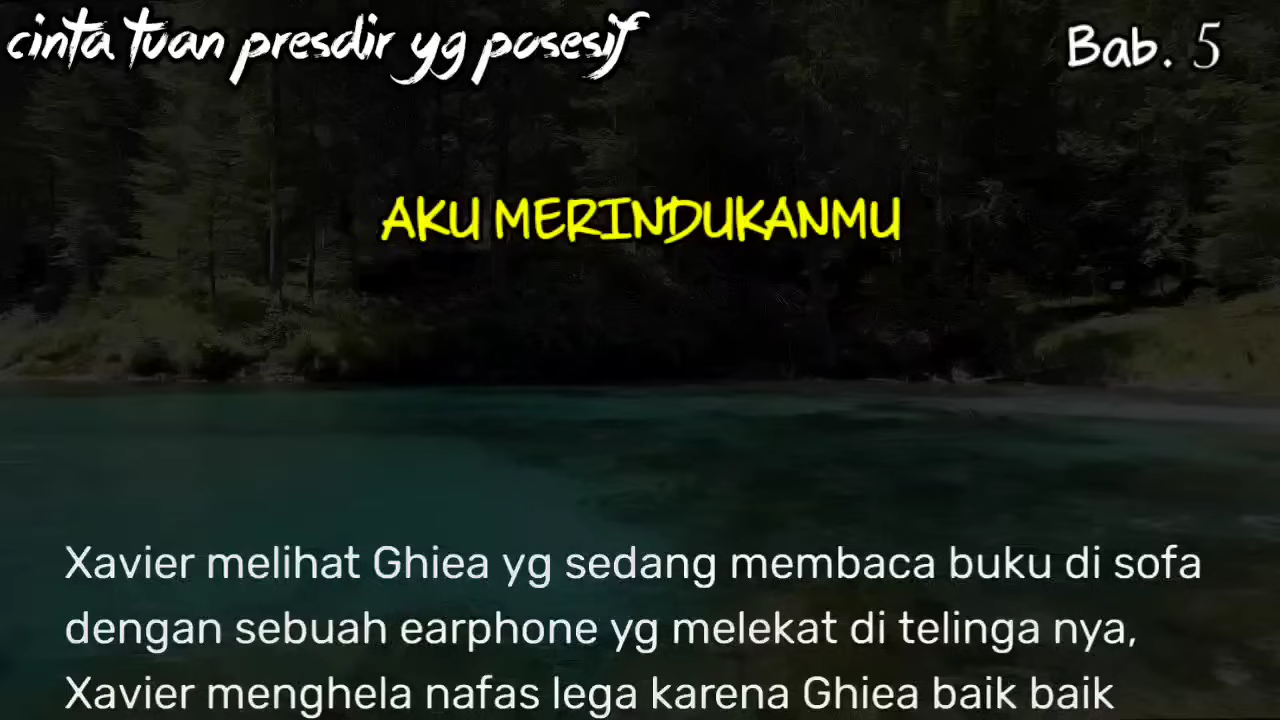 cinta tuan presdir yg posesif
Bab. 5
AKU MERINDUKANMU
Xavier melihat Ghiea yg sedang membaca buku di sofa
dengan sebuah earphone yg melekat di telinga nya,
Xavier menghela nafas lega karena Ghiea baik baik